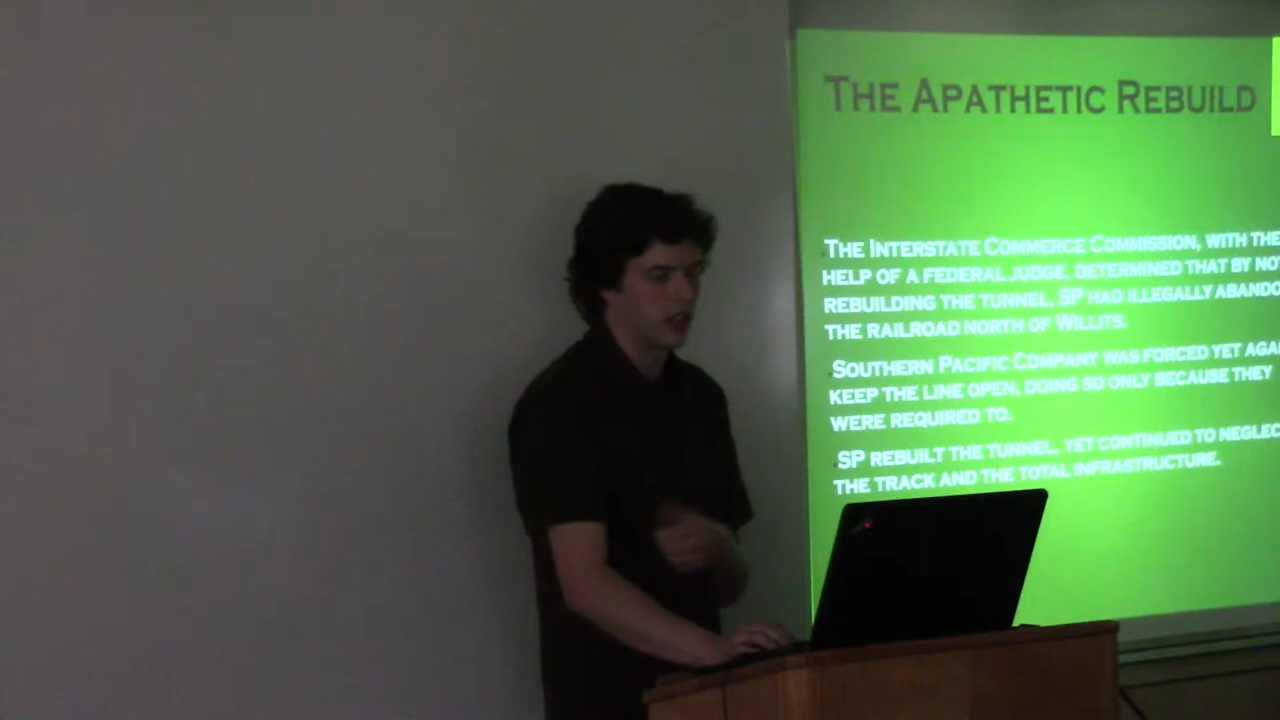 The Apathetic Rebuild
The Interstate Commerce Commission, with the
help of a federal judge, determined that by not
rebuilding the tunnel, SP had illegally
the railroad north of Willits.
Southern Pacific Company was forced yet
keep the line open, doing so only because they
were required to.
SP rebuilt the tunnel, yet continued to
the track and the total infrastructure.